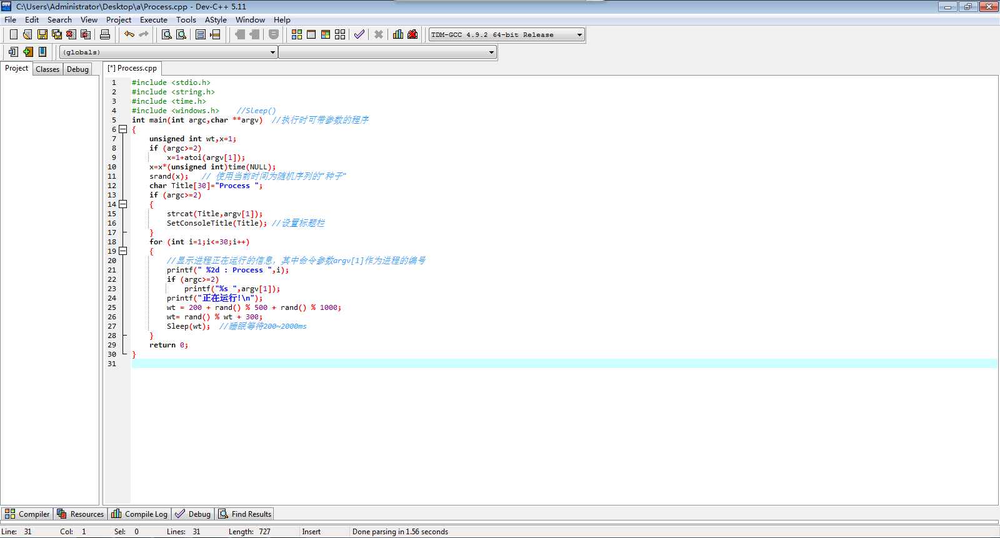 C:\Users\Administrator\Desktop\a\Process.cpp - Dev-C++ 5.11
File Edit Search View Project Execute Tools AStyle Window Help
TDM-GCC 4.9.2 64-bit Release
(globals)
Project Classes Debug [*] Process.cpp
1 #include <stdio.h>
2 #include <string.h>
3 #include <time.h>
4 #include <windows.h>    //Sleep()
5 int main(int argc,char **argv)  //执行时可带参数的程序
6 {
7     unsigned int wt,x=1;
8     if (argc>=2)
9         x=1+atoi(argv[1]);
10     x=x*(unsigned int)time(NULL);
11     srand(x);   // 使用当前时间为随机序列的"种子"
12     char Title[30]="Process ";
13     if (argc>=2)
14     {
15         strcat(Title,argv[1]);
16         SetConsoleTitle(Title); //设置标题栏
17     }
18     for (int i=1;i<=30;i++)
19     {
20         //显示进程正在运行的信息，其中命令参数argv[1]作为进程的编号
21         printf(" %2d : Process ",i);
22         if (argc>=2)
23             printf("%s ",argv[1]);
24         printf("正在运行!\n");
25         wt = 200 + rand() % 500 + rand() % 1000;
26         wt= rand() % wt + 300;
27         Sleep(wt);  //睡眠等待200~2000ms
28     }
29     return 0;
30 }
31
Compiler Resources Compile Log Debug Find Results
Line: 31 Col: 1 Sel: 0 Lines: 31 Length: 727 Insert Done parsing in 1.56 seconds